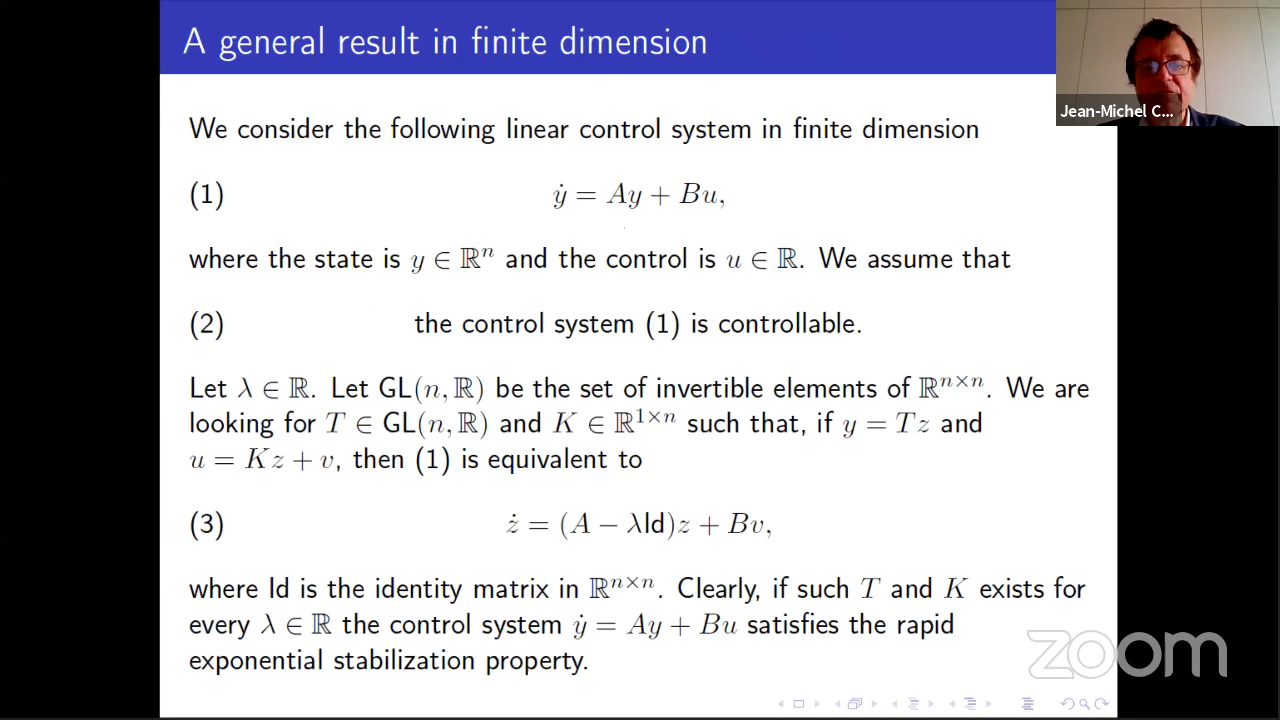 A general result in finite dimension
Jean-Michel C...
We consider the following linear control system in finite dimension
(1) ẏ = Ay + Bu,
where the state is y ∈ ℝⁿ and the control is u ∈ ℝ. We assume that
(2) the control system (1) is controllable.
Let λ ∈ ℝ. Let GL(n, ℝ) be the set of invertible elements of ℝⁿˣⁿ. We are
looking for T ∈ GL(n, ℝ) and K ∈ ℝ¹ˣⁿ such that, if y = Tz and
u = Kz + v, then (1) is equivalent to
(3) ż = (A − λId)z + Bv,
where Id is the identity matrix in ℝⁿˣⁿ. Clearly, if such T and K exists for
every λ ∈ ℝ the control system ẏ = Ay + Bu satisfies the rapid
exponential stabilization property.
zoom